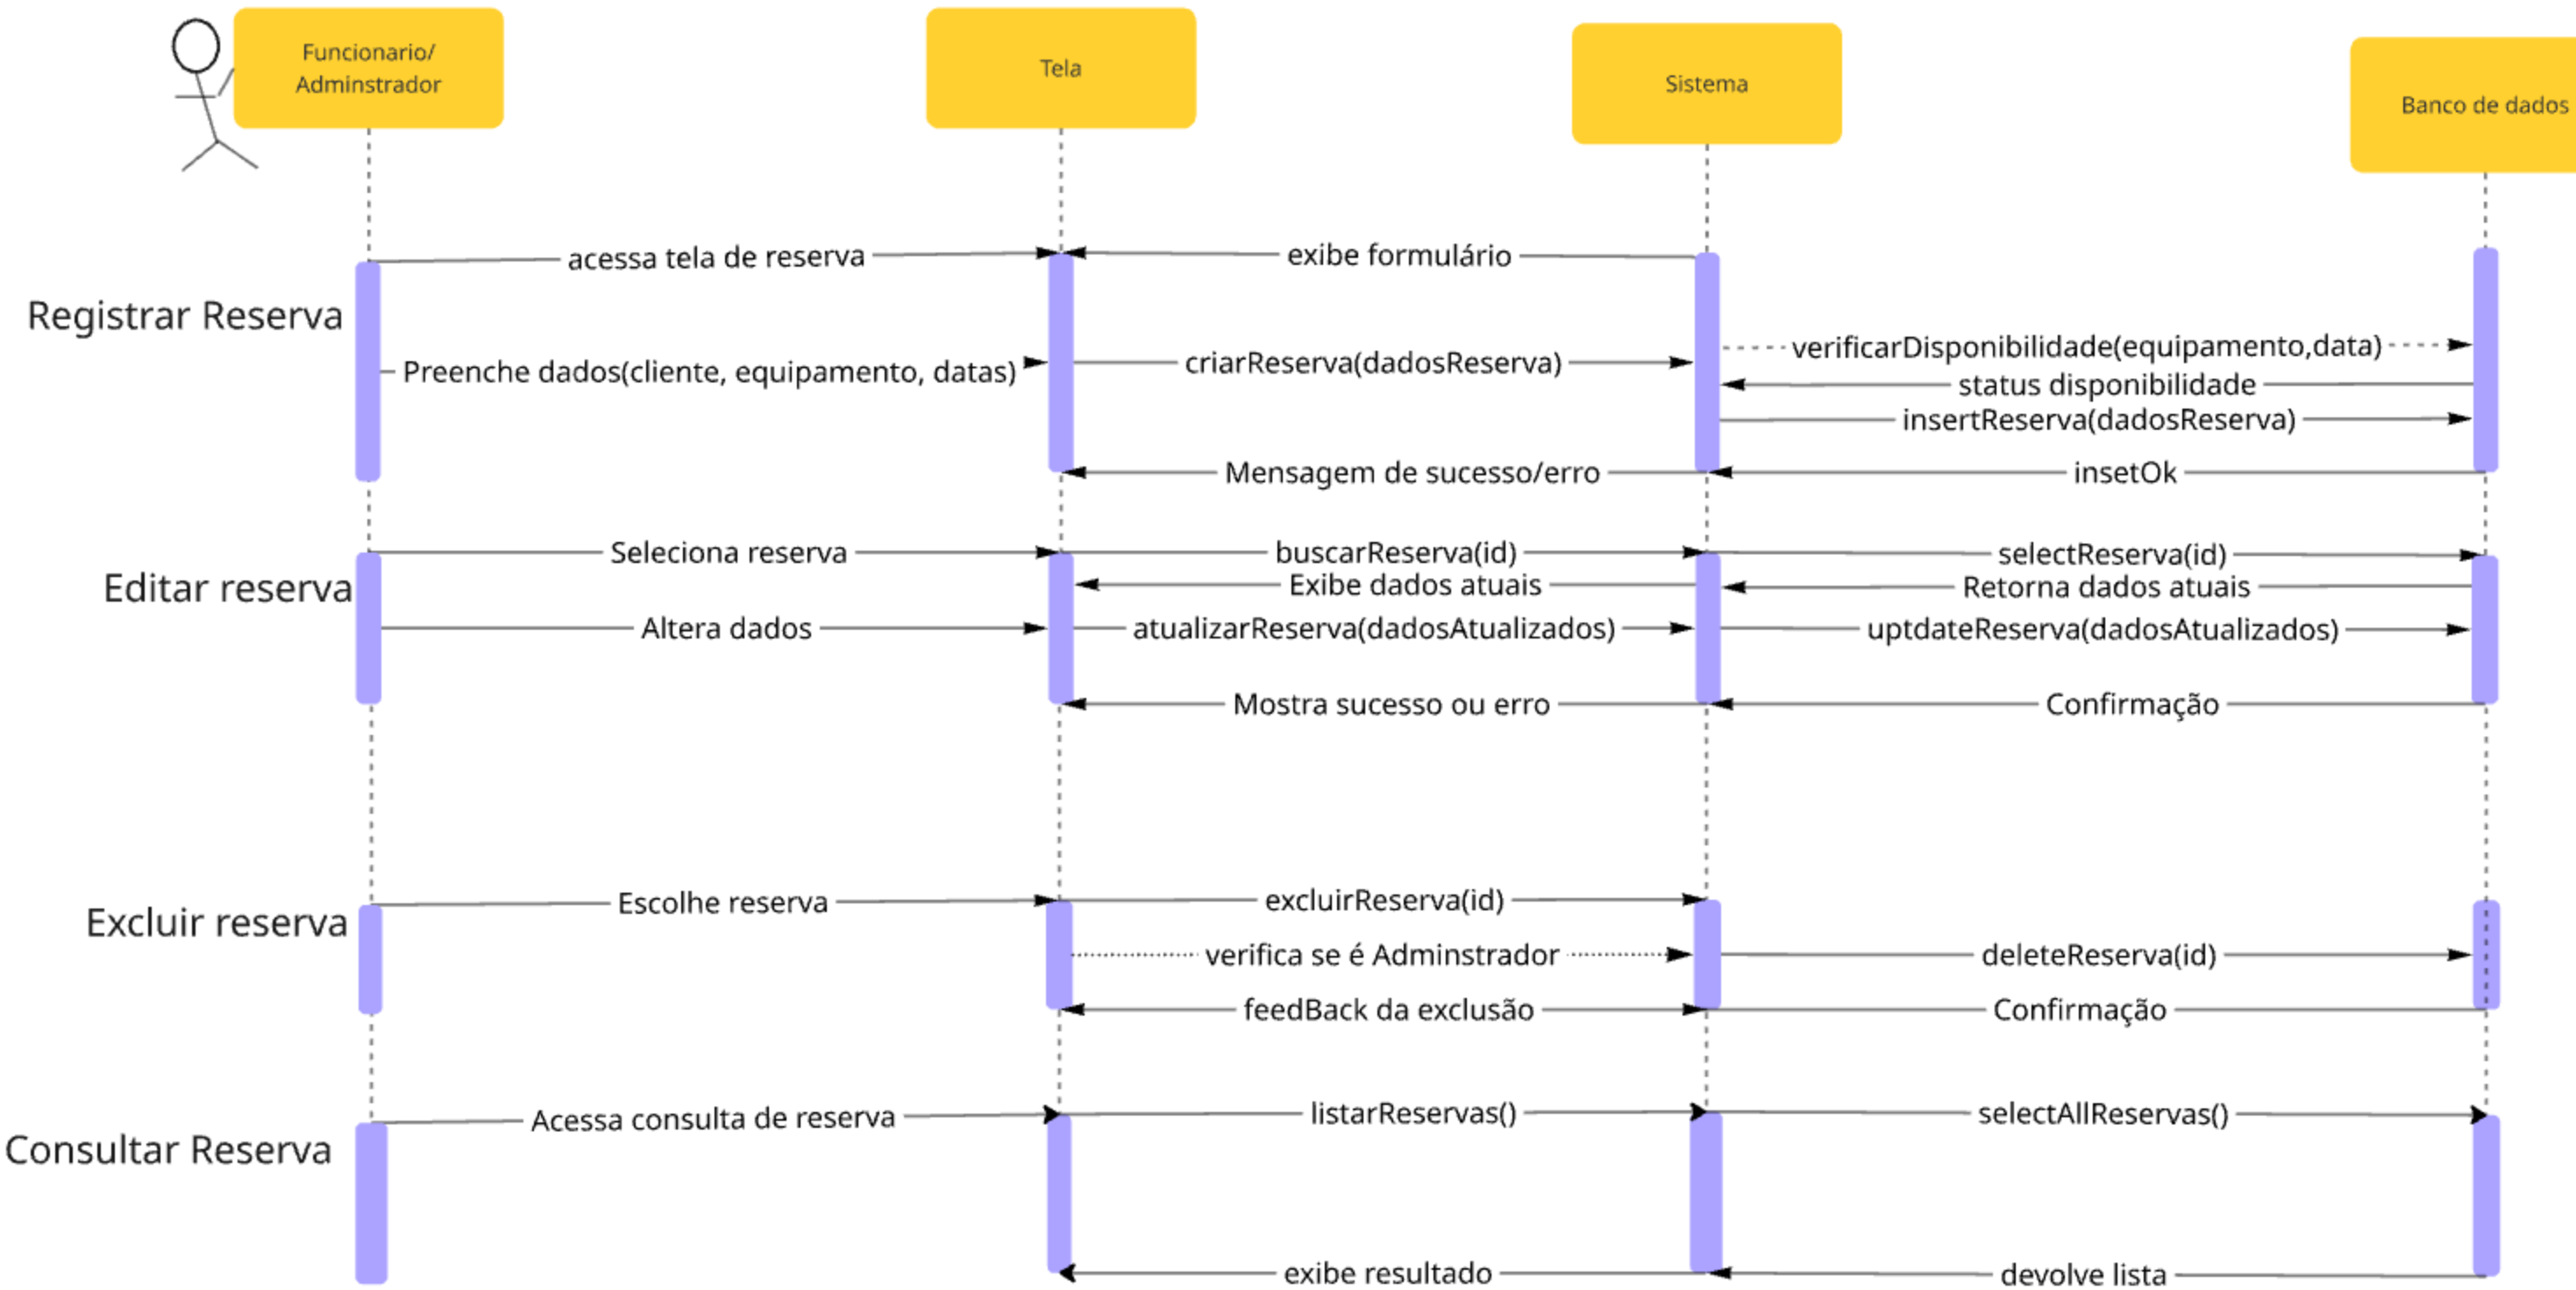 Funcionario/
Adminstrador
Tela
Sistema
Banco de dados
acessa tela de reserva
exibe formulário
Registrar Reserva
verificarDisponibilidade(equipamento,data)
Preenche dados(cliente, equipamento, datas)
criarReserva(dadosReserva)
status disponibilidade
insertReserva(dadosReserva)
Mensagem de sucesso/erro
insetOk
Seleciona reserva
buscarReserva(id)
selectReserva(id)
Editar reserva
Exibe dados atuais
Retorna dados atuais
Altera dados
atualizarReserva(dadosAtualizados)
uptdateReserva(dadosAtualizados)
Mostra sucesso ou erro
Confirmação
Escolhe reserva
excluirReserva(id)
Excluir reserva
verifica se é Adminstrador
deleteReserva(id)
feedBack da exclusão
Confirmação
Acessa consulta de reserva
listarReservas()
selectAllReservas()
Consultar Reserva
exibe resultado
devolve lista